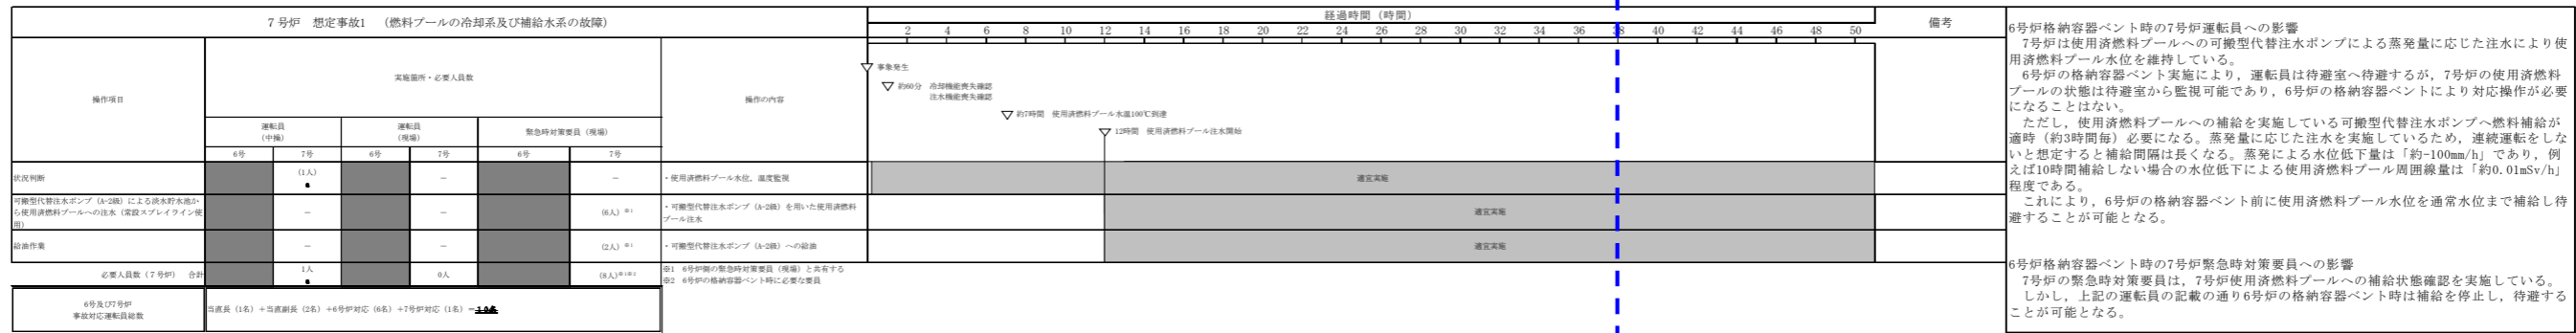 7号炉 想定事故1 (燃料プールの冷却系及び補給水系の故障)
経過時間(時間)
備考
2 4 6 8 10 12 14 16 18 20 22 24 26 28 30 32 34 36 38 40 42 44 46 48 50
操作項目
実施箇所・必要人員数
操作の内容
運転員
(中操)
運転員
(現場)
緊急時対策要員(現場)
6号 7号 6号 7号 6号 7号
▽ 事象発生
▽ 約60分 冷却機能喪失確認
注水機能喪失確認
▽ 約7時間 使用済燃料プール水温100℃到達
▽ 12時間 使用済燃料プール注水開始
状況判断
(1人)
-
-
・使用済燃料プール水位,温度監視
適宜実施
可搬型代替注水ポンプ(A-2級)による淡水貯水池か
ら使用済燃料プールへの注水(常設スプレイライン使
用)
-
-
(6人)※1
・可搬型代替注水ポンプ(A-2級)を用いた使用済燃料
プール注水
適宜実施
給油作業
-
-
(2人)※1
・可搬型代替注水ポンプ(A-2級)への給油
適宜実施
必要人員数(7号炉) 合計
1人
0人
(8人)※1※2
※1 6号炉側の緊急時対策要員(現場)と共有する
※2 6号炉の格納容器ベント時に必要な要員
6号及び7号炉
事故対応運転員総数
当直長(1名)+当直副長(2名)+6号炉対応(6名)+7号炉対応(1名)=10名
6号炉格納容器ベント時の7号炉運転員への影響
7号炉は使用済燃料プールへの可搬型代替注水ポンプによる蒸発量に応じた注水により使
用済燃料プール水位を維持している。
6号炉の格納容器ベント実施により,運転員は待避室へ待避するが,7号炉の使用済燃料
プールの状態は待避室から監視可能であり,6号炉の格納容器ベントにより対応操作が必要
になることはない。
ただし,使用済燃料プールへの補給を実施している可搬型代替注水ポンプへ燃料補給が
適時(約3時間毎)必要になる。蒸発量に応じた注水を実施しているため,連続運転をしな
いと想定すると補給間隔は長くなる。蒸発による水位低下量は「約-100mm/h」であり,例
えば10時間補給しない場合の水位低下による使用済燃料プール周囲線量は「約0.01mSv/h」
程度である。
これにより,6号炉の格納容器ベント前に使用済燃料プール水位を通常水位まで補給し待
避することが可能となる。
6号炉格納容器ベント時の7号炉緊急時対策要員への影響
7号炉の緊急時対策要員は,7号炉使用済燃料プールへの補給状態確認を実施している。
しかし,上記の運転員の記載の通り6号炉の格納容器ベント時は補給を停止し,待避する
ことが可能となる。